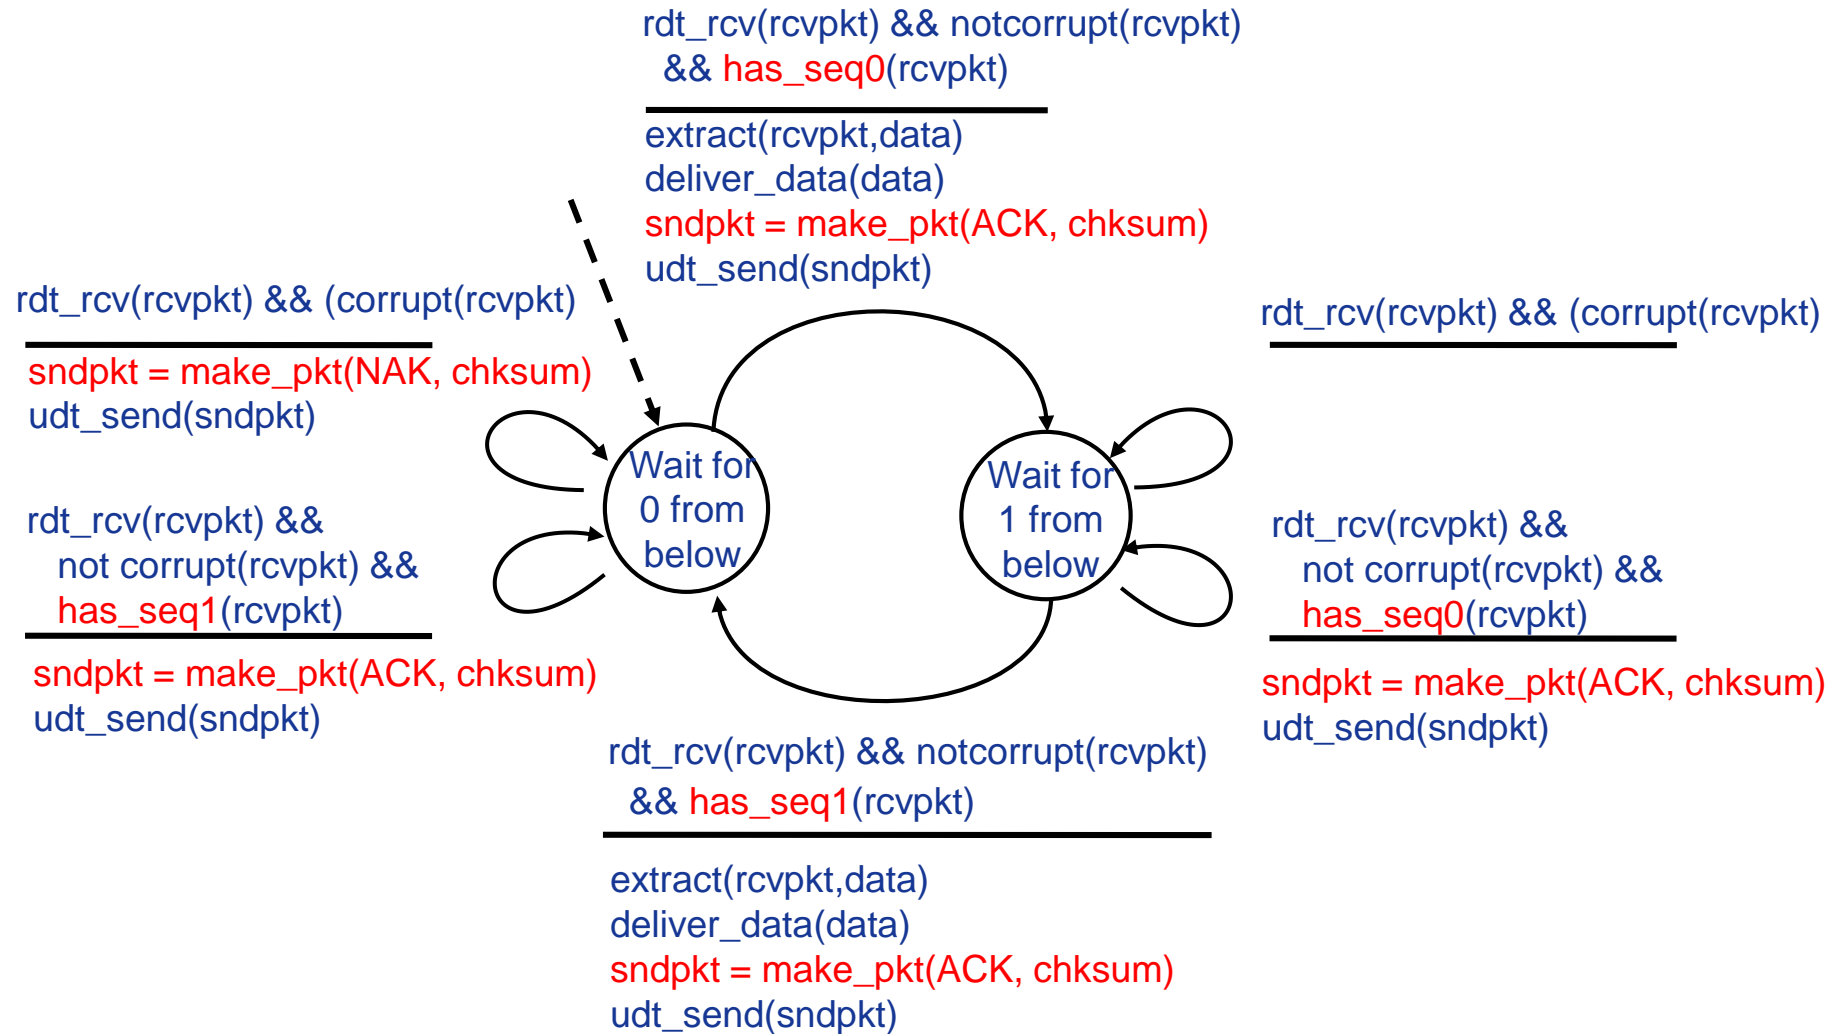 rdt_rcv(rcvpkt) && notcorrupt(rcvpkt)
&& has_seq0(rcvpkt)
extract(rcvpkt,data)
deliver_data(data)
sndpkt = make_pkt(ACK, chksum)
udt_send(sndpkt)
rdt_rcv(rcvpkt) && (corrupt(rcvpkt)
sndpkt = make_pkt(NAK, chksum)
udt_send(sndpkt)
rdt_rcv(rcvpkt) &&
not corrupt(rcvpkt) &&
has_seq1(rcvpkt)
sndpkt = make_pkt(ACK, chksum)
udt_send(sndpkt)
Wait for
0 from
below
Wait for
1 from
below
rdt_rcv(rcvpkt) && (corrupt(rcvpkt)
rdt_rcv(rcvpkt) &&
not corrupt(rcvpkt) &&
has_seq0(rcvpkt)
sndpkt = make_pkt(ACK, chksum)
udt_send(sndpkt)
rdt_rcv(rcvpkt) && notcorrupt(rcvpkt)
&& has_seq1(rcvpkt)
extract(rcvpkt,data)
deliver_data(data)
sndpkt = make_pkt(ACK, chksum)
udt_send(sndpkt)